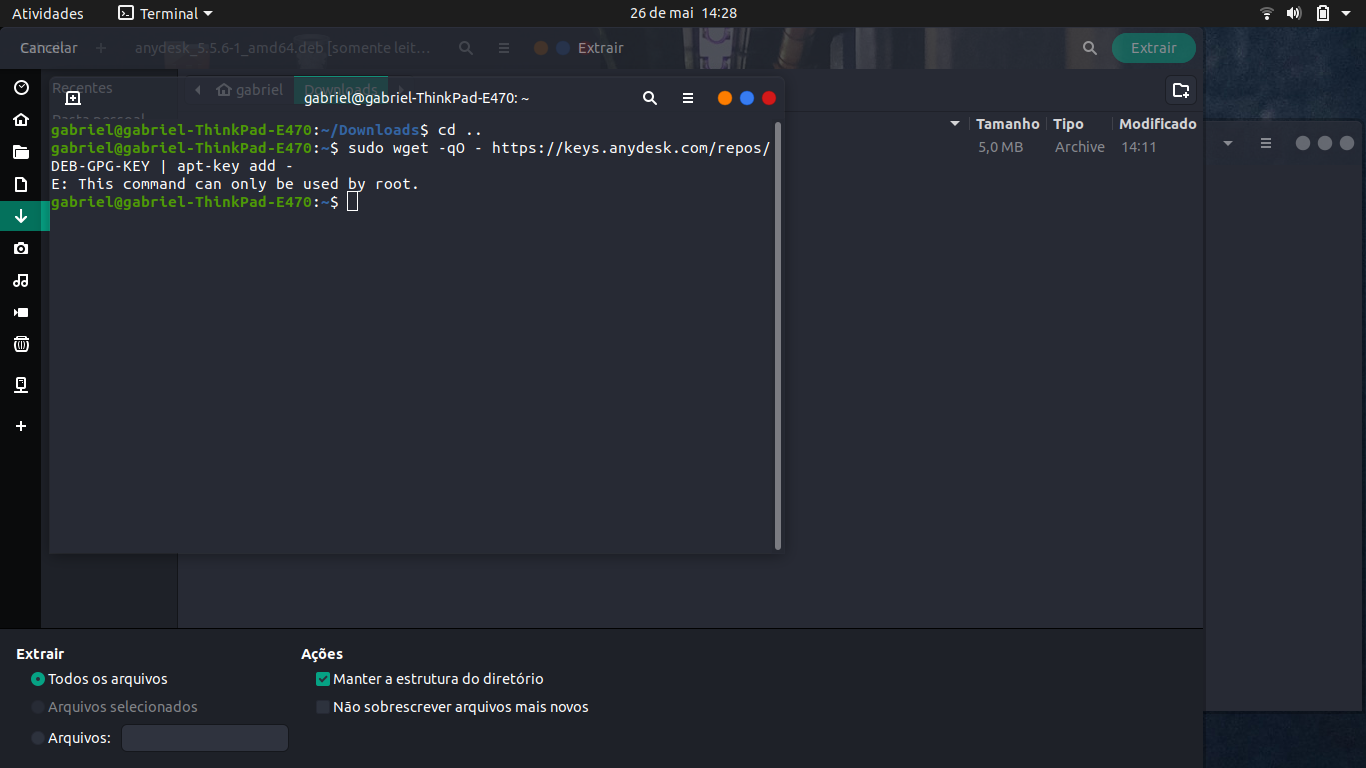 Atividades
Terminal
26 de mai 14:28
Cancelar
anydesk_5.5.6-1_amd64.deb [somente leit...
Extrair
Extrair
Recentes
gabriel
Downloads
Pasta pessoal
gabriel@gabriel-ThinkPad-E470: ~
gabriel@gabriel-ThinkPad-E470:~/Downloads$ cd ..
gabriel@gabriel-ThinkPad-E470:~$ sudo wget -qO - https://keys.anydesk.com/repos/
DEB-GPG-KEY | apt-key add -
E: This command can only be used by root.
gabriel@gabriel-ThinkPad-E470:~$
Tamanho Tipo Modificado
5,0 MB Archive 14:11
Extrair
Todos os arquivos
Arquivos selecionados
Arquivos:
Ações
Manter a estrutura do diretório
Não sobrescrever arquivos mais novos